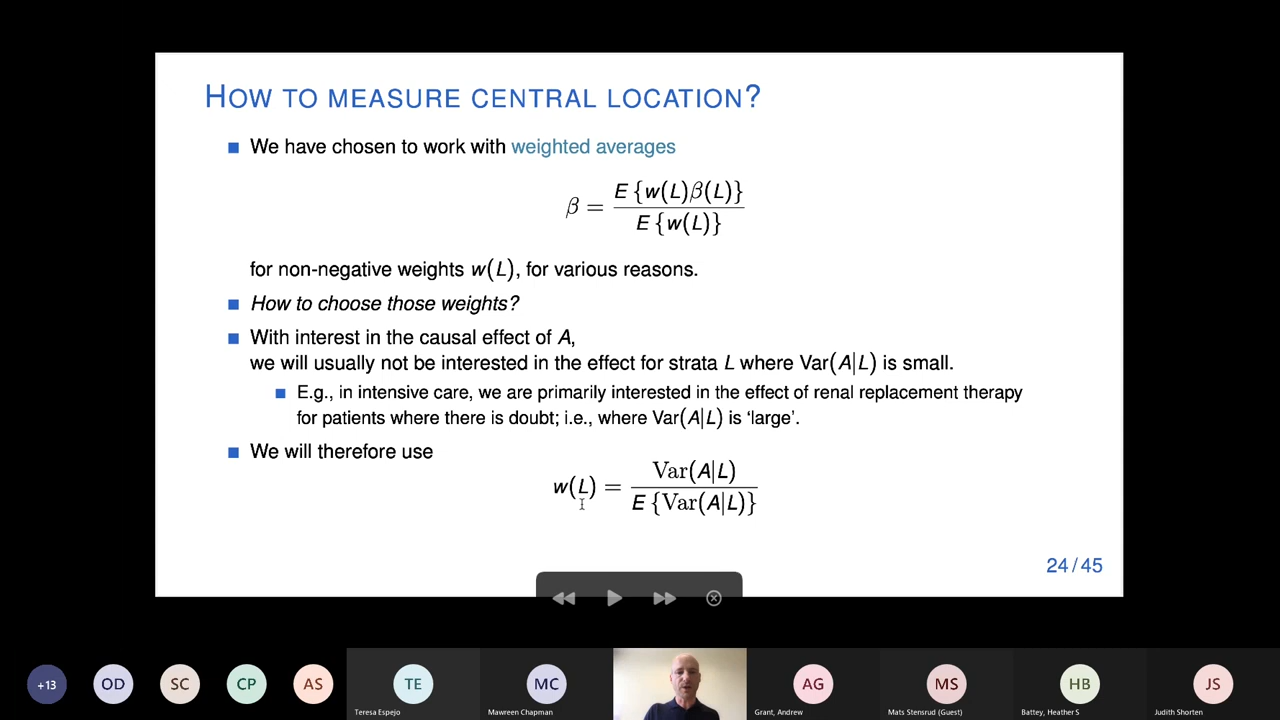 HOW TO MEASURE CENTRAL LOCATION?
We have chosen to work with weighted averages
β = E {w(L)β(L)} / E {w(L)}
for non-negative weights w(L), for various reasons.
How to choose those weights?
With interest in the causal effect of A,
we will usually not be interested in the effect for strata L where Var(A|L) is small.
E.g., in intensive care, we are primarily interested in the effect of renal replacement therapy
for patients where there is doubt; i.e., where Var(A|L) is ‘large’.
We will therefore use
w(L) = Var(A|L) / E {Var(A|L)}
24 / 45
+13
OD
SC
CP
AS
TE
MC
AG
MS
HB
JS
Teresa Espejo
Mawreen Chapman
Grant, Andrew
Mats Stensrud (Guest)
Battey, Heather S
Judith Shorten